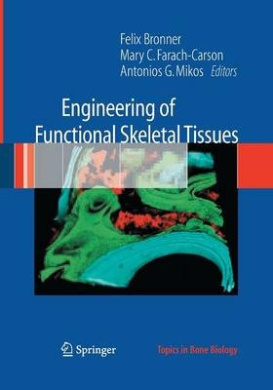 Felix Bronner
Mary C. Farach-Carson
Antonios G. Mikos Editors
Engineering of
Functional Skeletal Tissues
Springer
Topics in Bone Biology